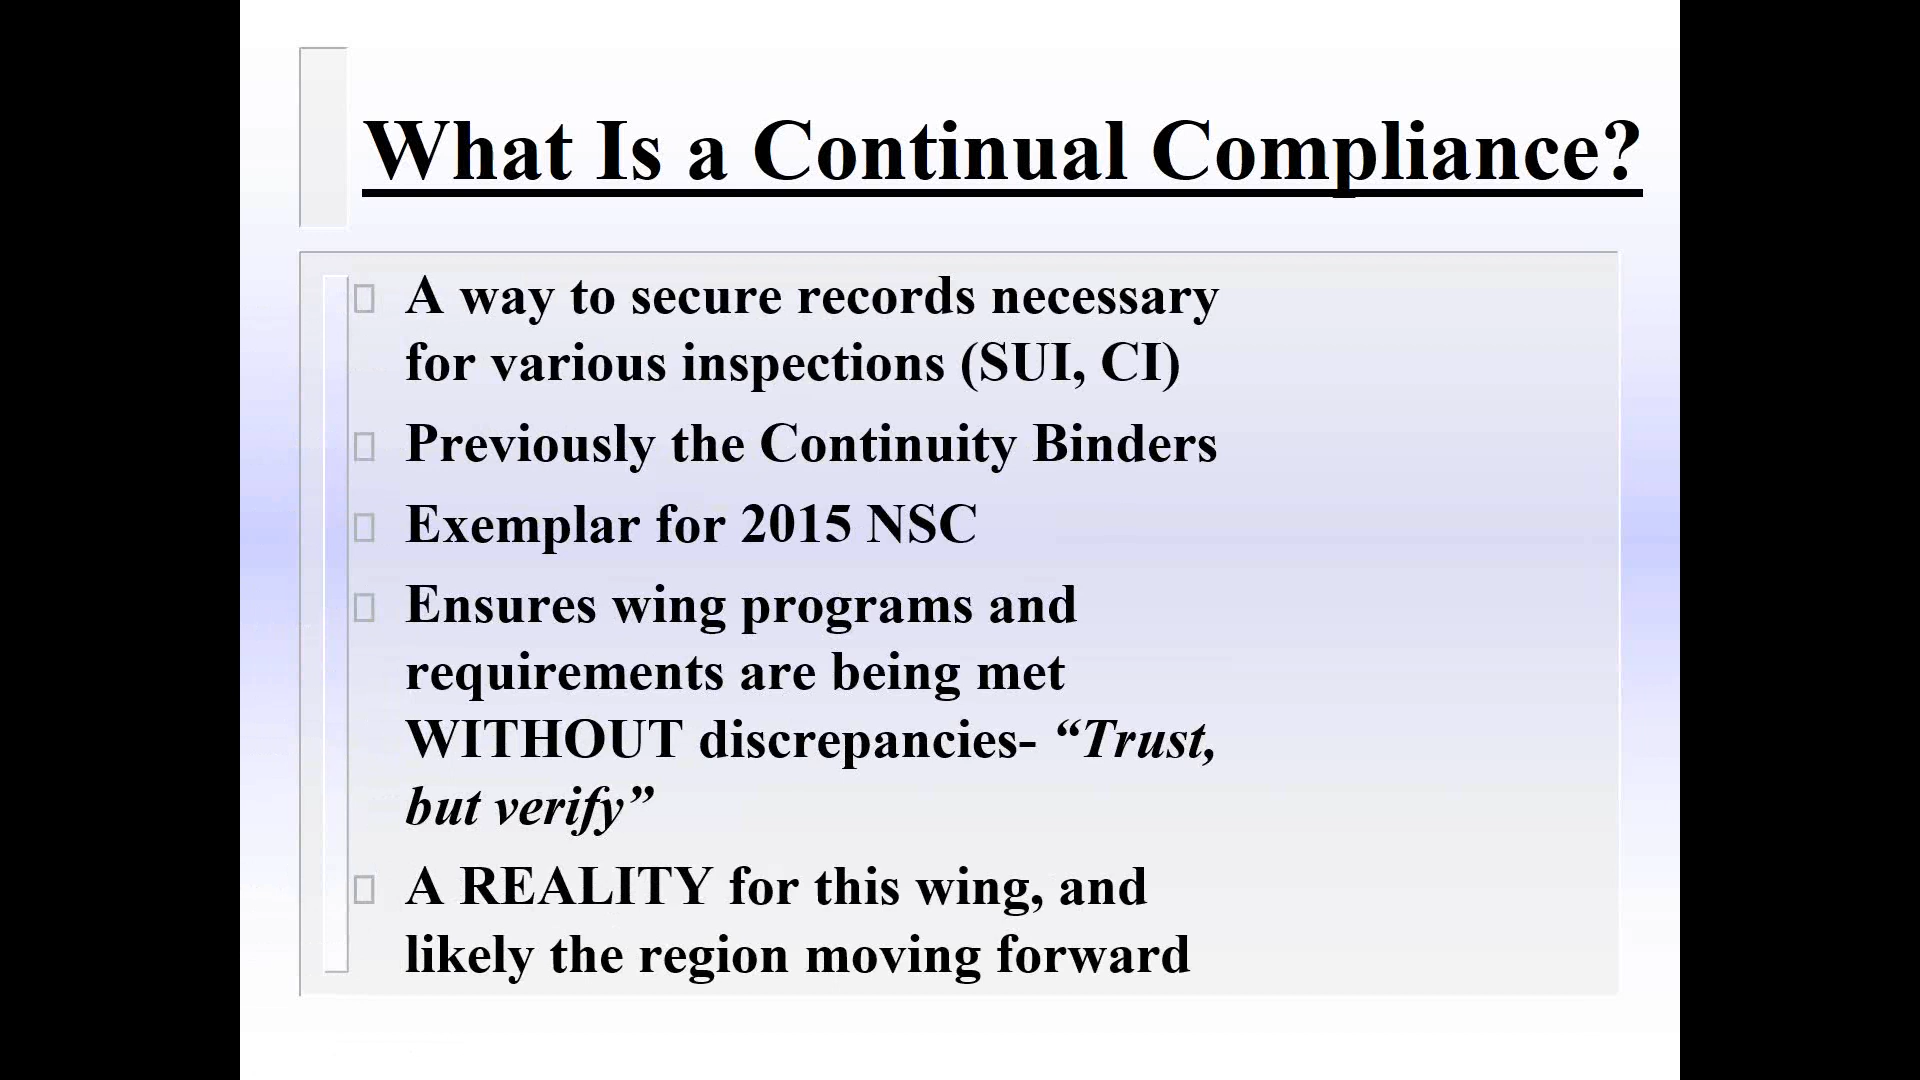 What Is a Continual Compliance?
A way to secure records necessary
for various inspections (SUI, CI)
Previously the Continuity Binders
Exemplar for 2015 NSC
Ensures wing programs and
requirements are being met
WITHOUT discrepancies- “Trust,
but verify”
A REALITY for this wing, and
likely the region moving forward